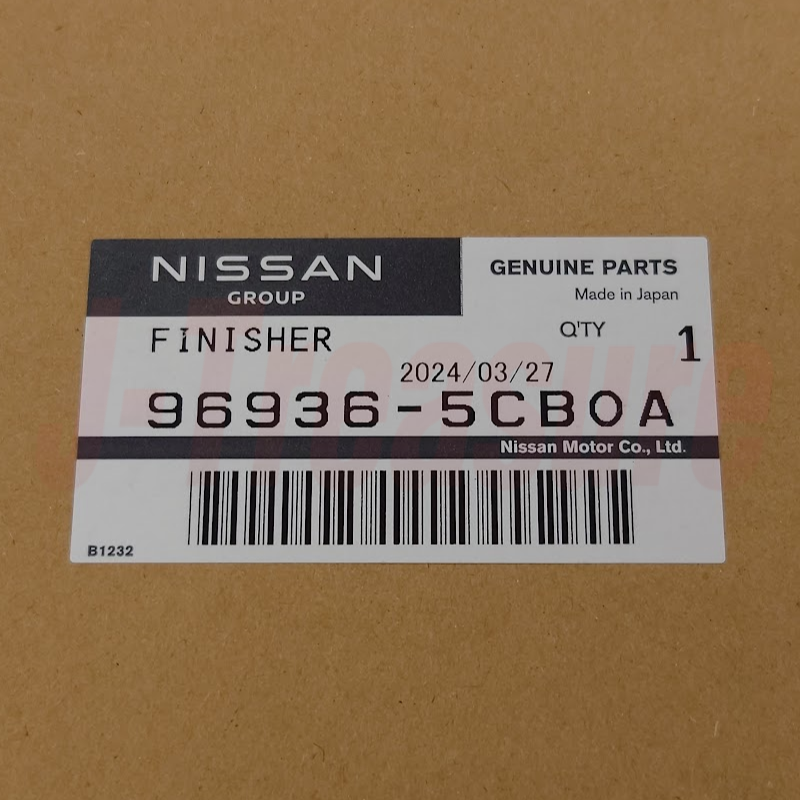 NISSAN
GROUP
GENUINE PARTS
Made in Japan
FINISHER
Q'TY 1
2024/03/27
96936-5CB0A
Nissan Motor Co., Ltd.
B1232
J-Treasure